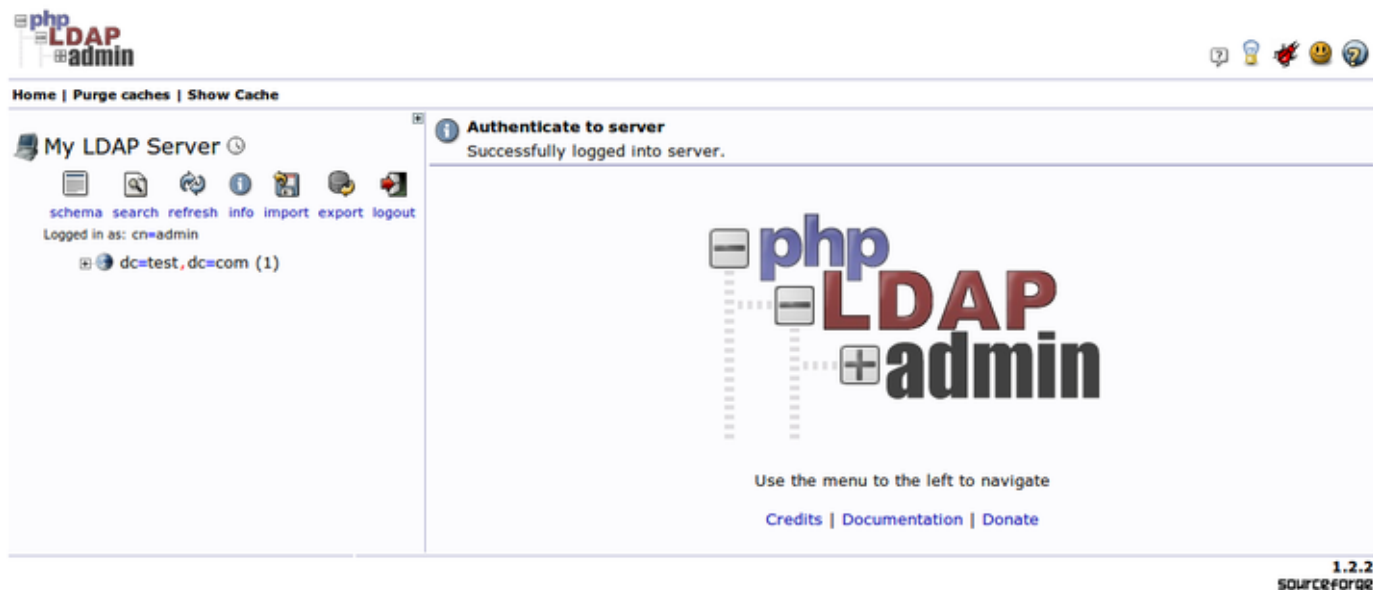 php
LDAP
admin
Home | Purge caches | Show Cache
My LDAP Server
schema search refresh info import export logout
Logged in as: cn=admin
dc=test,dc=com (1)
Authenticate to server
Successfully logged into server.
php
LDAP
admin
Use the menu to the left to navigate
Credits | Documentation | Donate
1.2.2
sourceforge